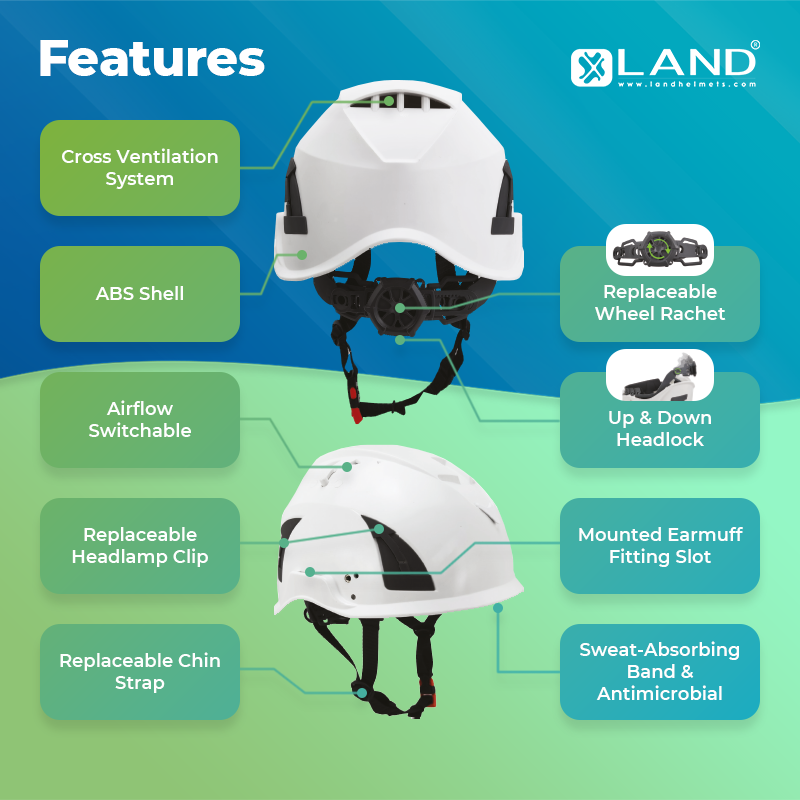 Features
LAND®
www.landhelmets.com
Cross Ventilation
System
ABS Shell
Replaceable
Wheel Rachet
Airflow
Switchable
Up & Down
Headlock
Replaceable
Headlamp Clip
Mounted Earmuff
Fitting Slot
Replaceable Chin
Strap
Sweat-Absorbing
Band &
Antimicrobial